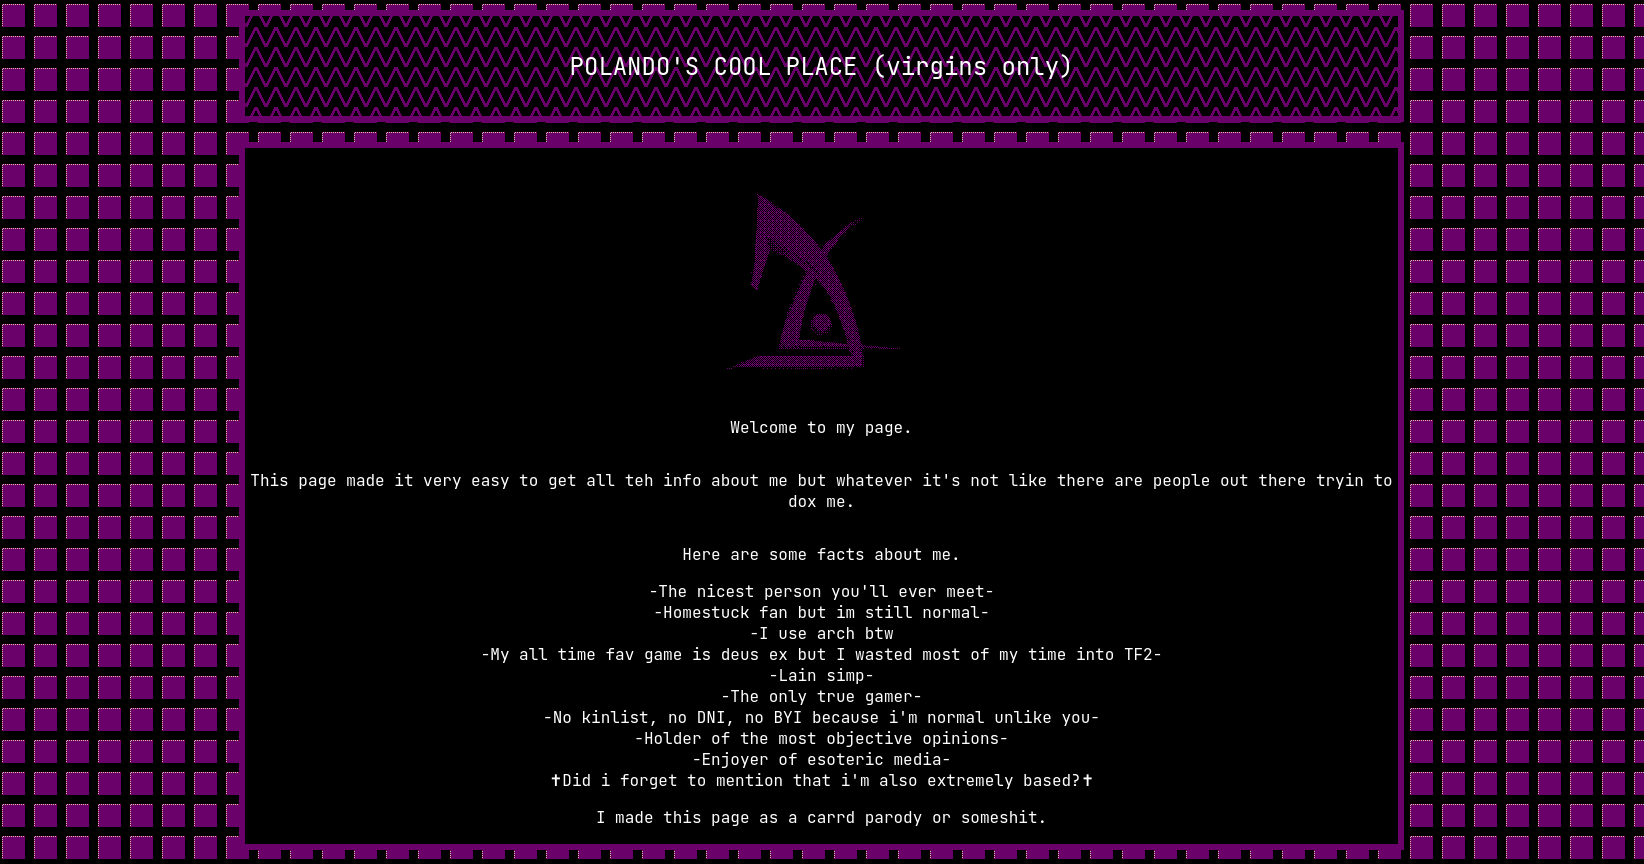 POLANDO'S COOL PLACE (virgins only)
Welcome to my page.
This page made it very easy to get all teh info about me but whatever it's not like there are people out there tryin to
dox me.
Here are some facts about me.
-The nicest person you'll ever meet-
-Homestuck fan but im still normal-
-I use arch btw
-My all time fav game is deus ex but I wasted most of my time into TF2-
-Lain simp-
-The only true gamer-
-No kinlist, no DNI, no BYI because i'm normal unlike you-
-Holder of the most objective opinions-
-Enjoyer of esoteric media-
✝Did i forget to mention that i'm also extremely based?✝
I made this page as a carrd parody or someshit.